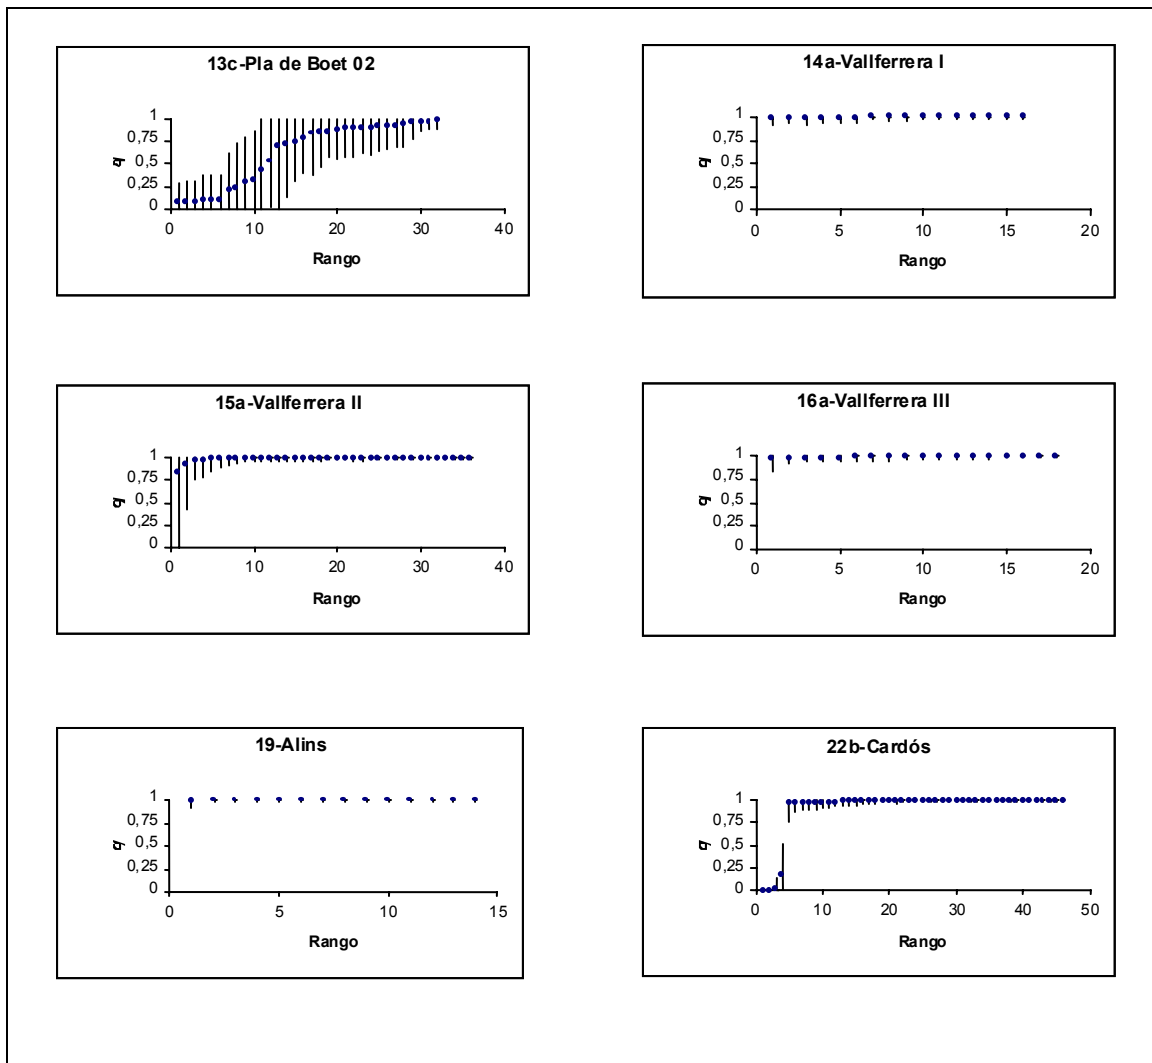 13c-Pla de Boet 02
1
0,75
0,5
0,25
0
q
0 10 20 30 40
Rango
14a-Vallferrera I
1
0,75
0,5
0,25
0
q
0 5 10 15 20
Rango
15a-Vallferrera II
1
0,75
0,5
0,25
0
q
0 10 20 30 40
Rango
16a-Vallferrera III
1
0,75
0,5
0,25
0
q
0 5 10 15 20
Rango
19-Alins
1
0,75
0,5
0,25
0
q
0 5 10 15
Rango
22b-Cardós
1
0,75
0,5
0,25
0
q
0 10 20 30 40 50
Rango